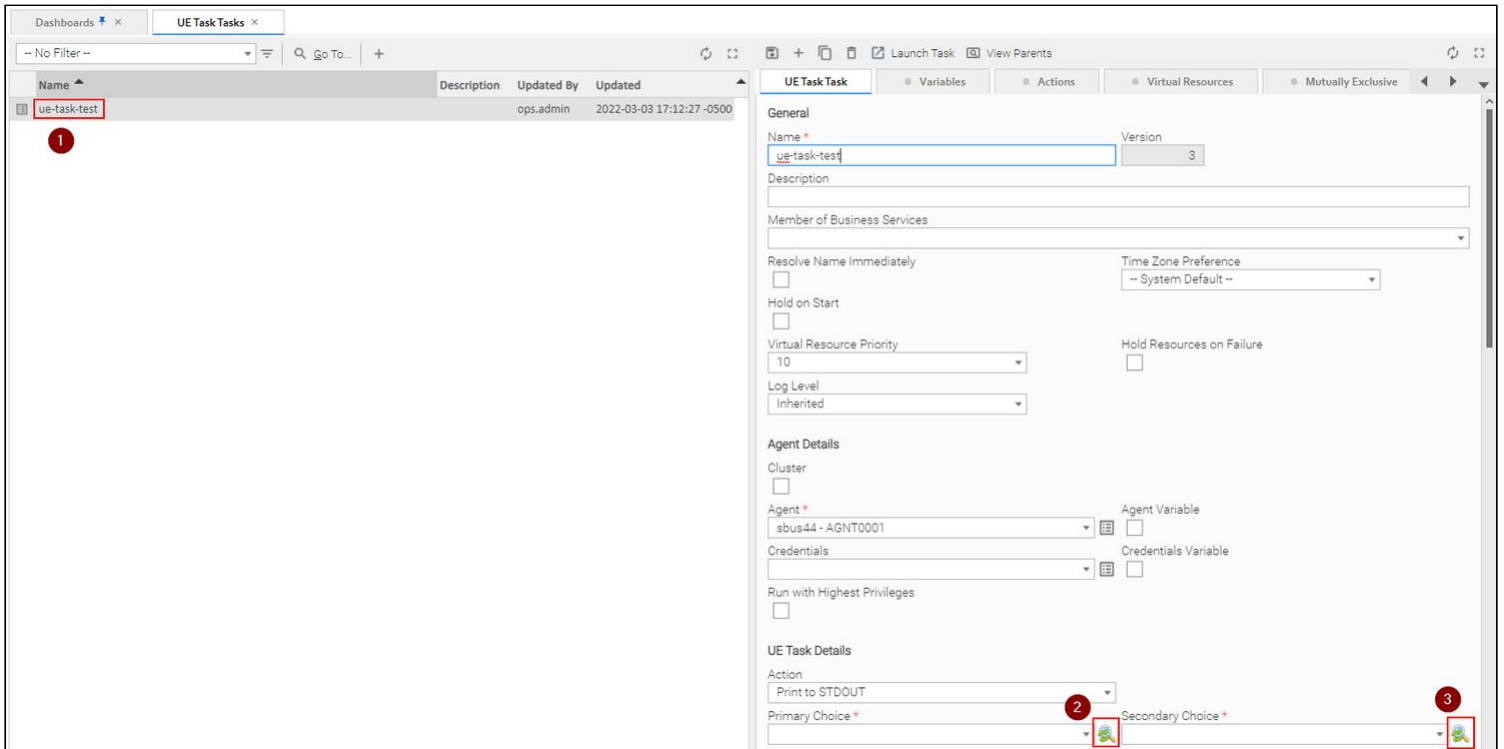 Dashboards
UE Task Tasks
-- No Filter --
Go To...
Launch Task
View Parents
Name
Description
Updated By
Updated
ue-task-test
ops.admin
2022-03-03 17:12:27 -0500
1
UE Task Task
Variables
Actions
Virtual Resources
Mutually Exclusive
General
Name *
Version
ue-task-test
3
Description
Member of Business Services
Resolve Name Immediately
Time Zone Preference
-- System Default --
Hold on Start
Virtual Resource Priority
Hold Resources on Failure
10
Log Level
Inherited
Agent Details
Cluster
Agent *
Agent Variable
sbus44 - AGNT0001
Credentials
Credentials Variable
Run with Highest Privileges
UE Task Details
Action
Print to STDOUT
2
3
Primary Choice *
Secondary Choice *